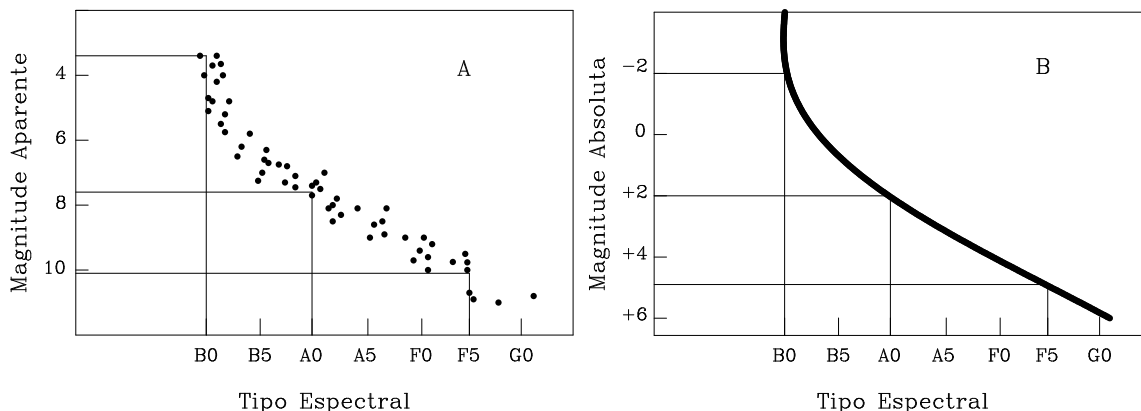 Magnitude Aparente
4
6
8
10
A
B0 B5 A0 A5 F0 F5 G0
Tipo Espectral
Magnitude Absoluta
−2
0
+2
+4
+6
B
B0 B5 A0 A5 F0 F5 G0
Tipo Espectral